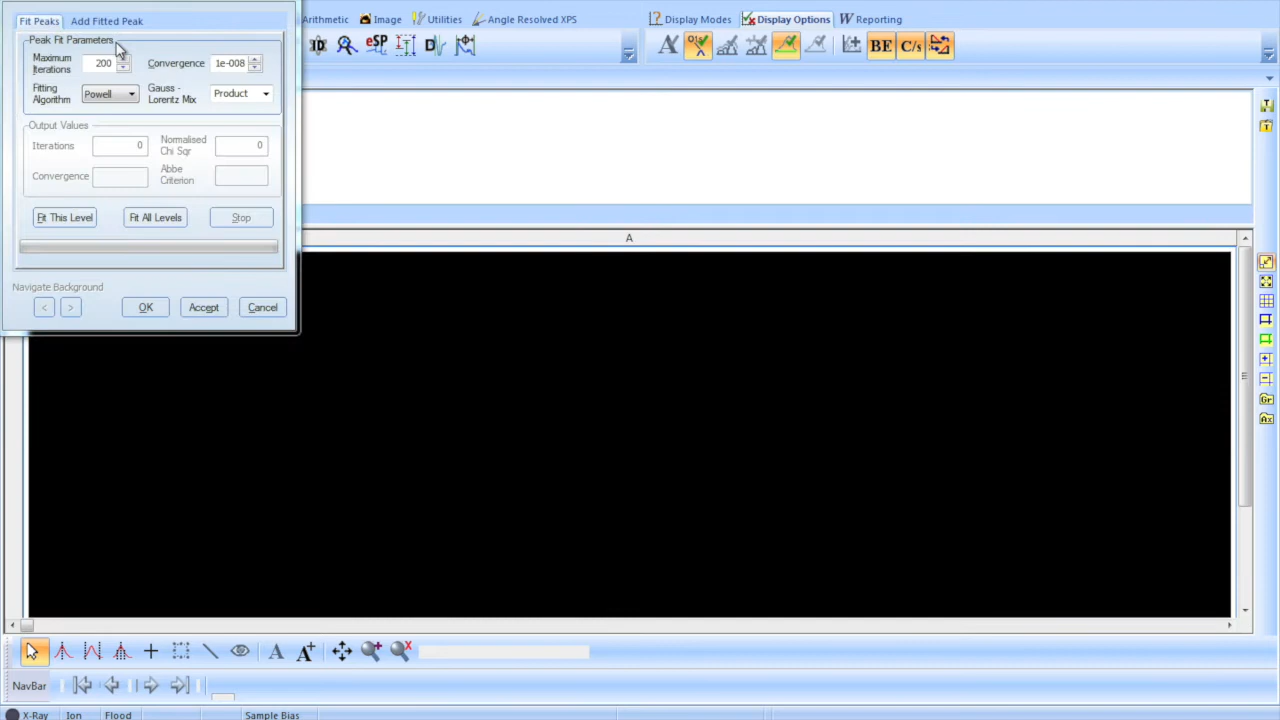 Fit Peaks Add Fitted Peak
Arithmetic Image Utilities Angle Resolved XPS Display Modes Display Options Reporting
Peak Fit Parameters
Maximum Iterations 200 Convergence 1e-008
Fitting Algorithm Powell Gauss - Lorentz Mix Product
Output Values
Iterations 0 Normalised Chi Sqr 0
Convergence Abbe Criterion
Fit This Level Fit All Levels Stop
Navigate Background
< > OK Accept Cancel
eSP
BE C/s
A
Gr
Ax
NavBar
X-Ray Ion Flood Sample Bias